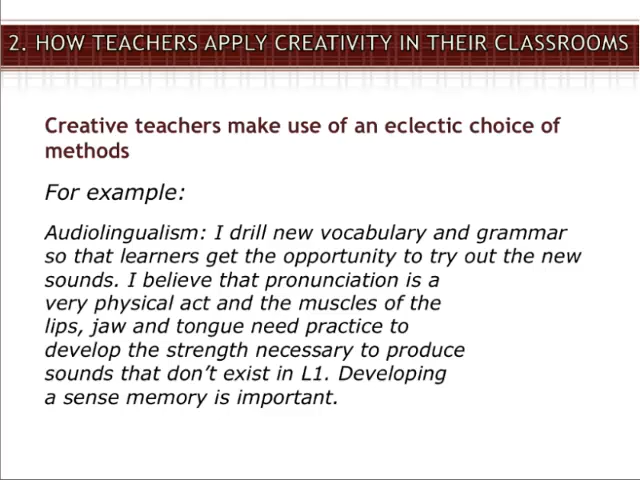 2. HOW TEACHERS APPLY CREATIVITY IN THEIR CLASSROOMS
Creative teachers make use of an eclectic choice of
methods
For example:
Audiolingualism: I drill new vocabulary and grammar
so that learners get the opportunity to try out the new
sounds. I believe that pronunciation is a
very physical act and the muscles of the
lips, jaw and tongue need practice to
develop the strength necessary to produce
sounds that don’t exist in L1. Developing
a sense memory is important.